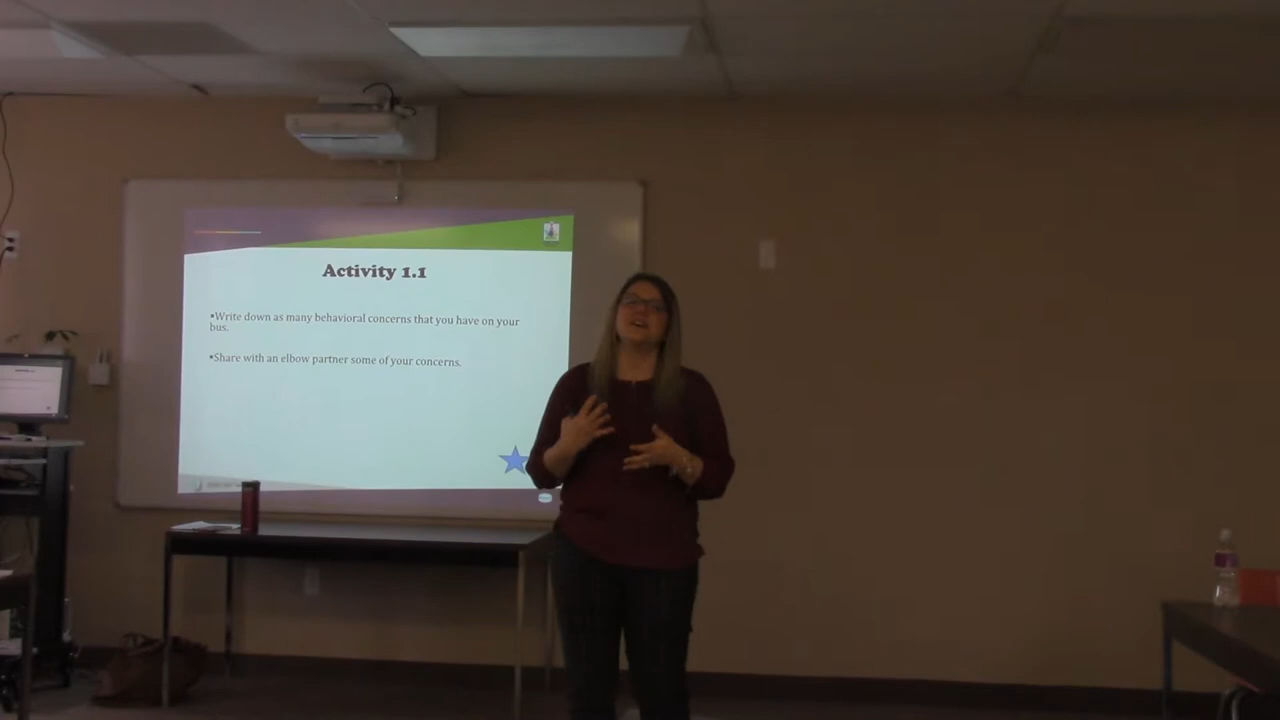 Activity 1.1
▪Write down as many behavioral concerns that you have on your
bus.
▪Share with an elbow partner some of your concerns.